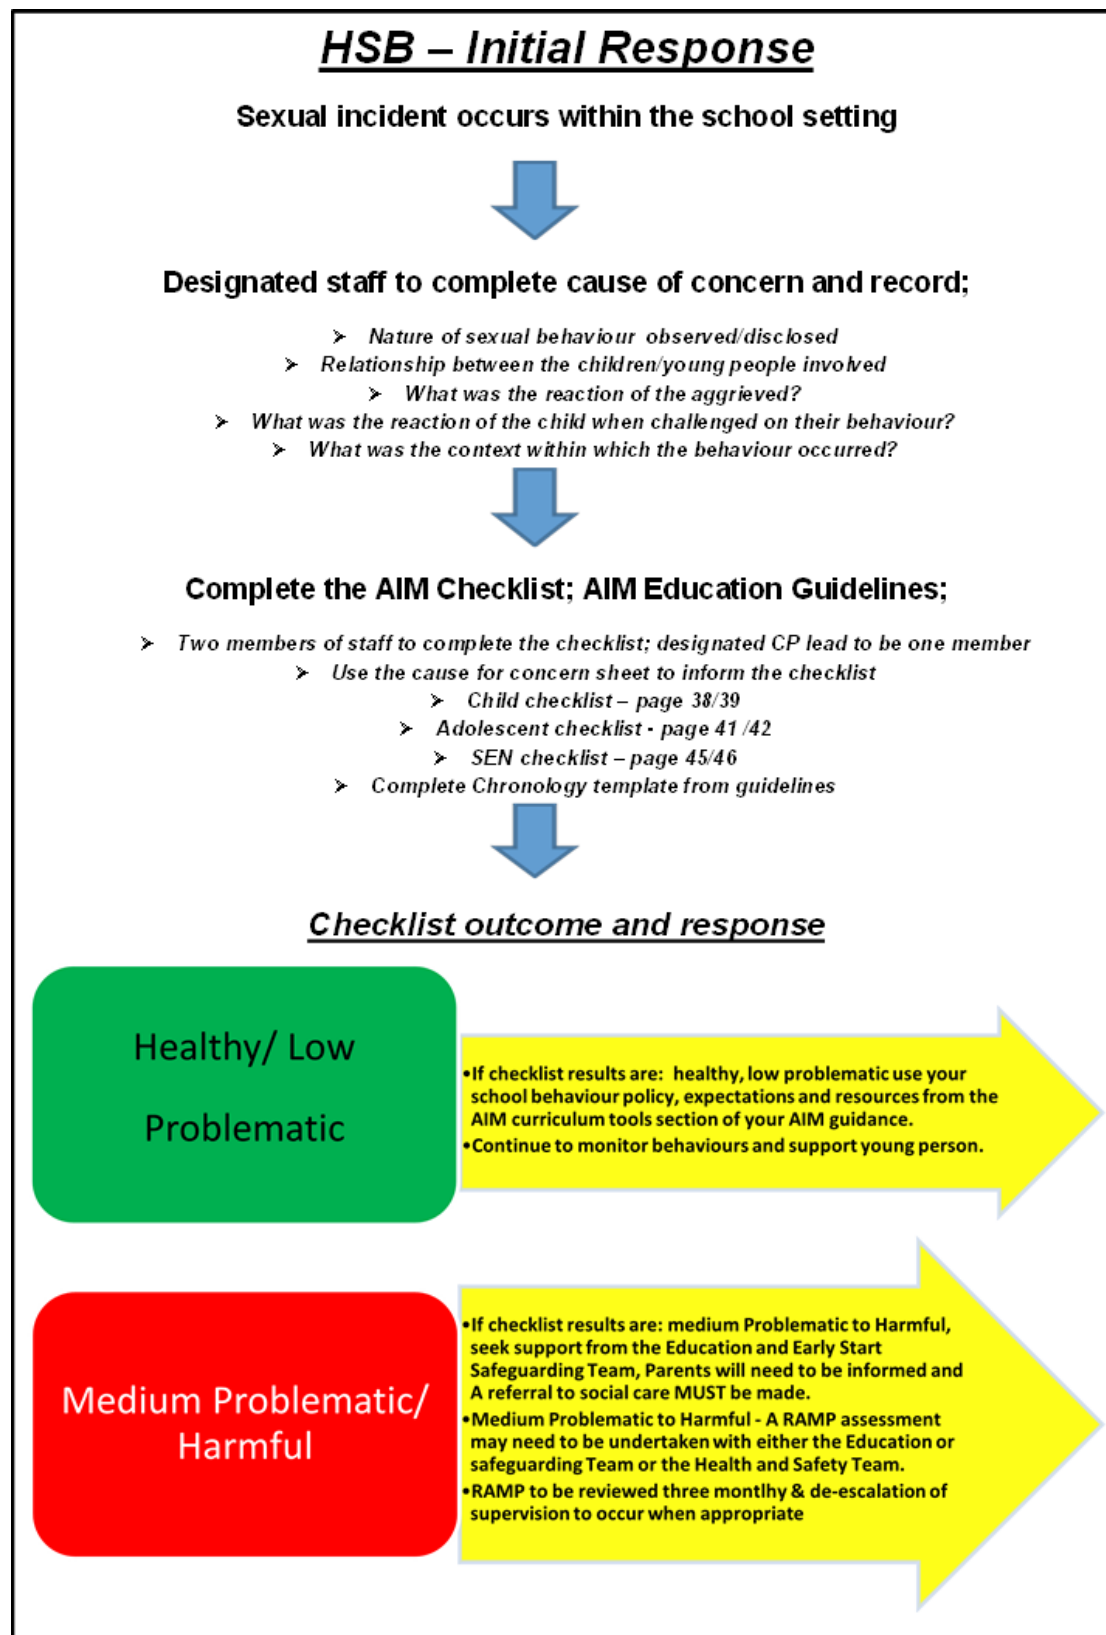 HSB – Initial Response
Sexual incident occurs within the school setting
Designated staff to complete cause of concern and record;
➢ Nature of sexual behaviour observed/disclosed
➢ Relationship between the children/young people involved
➢ What was the reaction of the aggrieved?
➢ What was the reaction of the child when challenged on their behaviour?
➢ What was the context within which the behaviour occurred?
Complete the AIM Checklist; AIM Education Guidelines;
➢ Two members of staff to complete the checklist; designated CP lead to be one member
➢ Use the cause for concern sheet to inform the checklist
➢ Child checklist – page 38/39
➢ Adolescent checklist - page 41 /42
➢ SEN checklist – page 45/46
➢ Complete Chronology template from guidelines
Checklist outcome and response
Healthy/ Low
Problematic
•If checklist results are: healthy, low problematic use your
school behaviour policy, expectations and resources from the
AIM curriculum tools section of your AIM guidance.
•Continue to monitor behaviours and support young person.
Medium Problematic/
Harmful
•If checklist results are: medium Problematic to Harmful,
seek support from the Education and Early Start
Safeguarding Team, Parents will need to be informed and
A referral to social care MUST be made.
•Medium Problematic to Harmful - A RAMP assessment
may need to be undertaken with either the Education or
safeguarding Team or the Health and Safety Team.
•RAMP to be reviewed three montlhy & de-escalation of
supervision to occur when appropriate